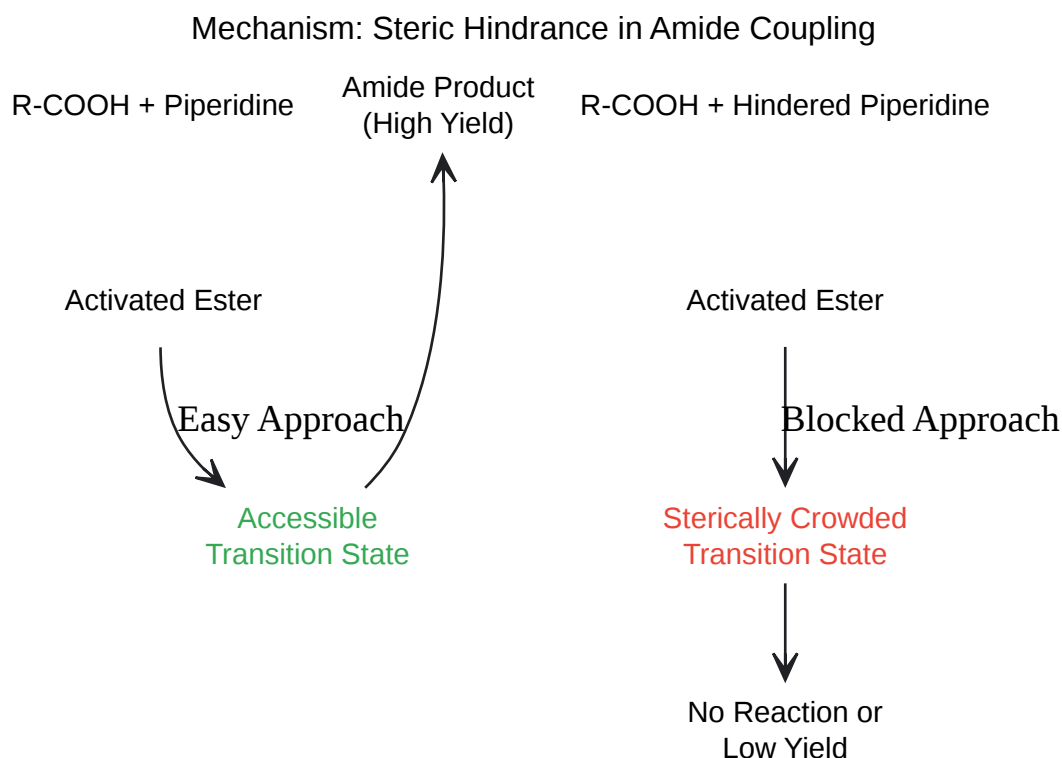 Mechanism: Steric Hindrance in Amide Coupling
R-COOH + Piperidine
Amide Product
(High Yield)
R-COOH + Hindered Piperidine
Activated Ester
Activated Ester
Easy Approach
Blocked Approach
Accessible
Transition State
Sterically Crowded
Transition State
No Reaction or
Low Yield